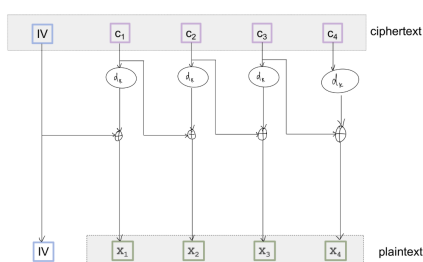 IV c₁ c₂ c₃ c₄ ciphertext
dₖ dₖ dₖ dₖ
IV x₁ x₂ x₃ x₄ plaintext